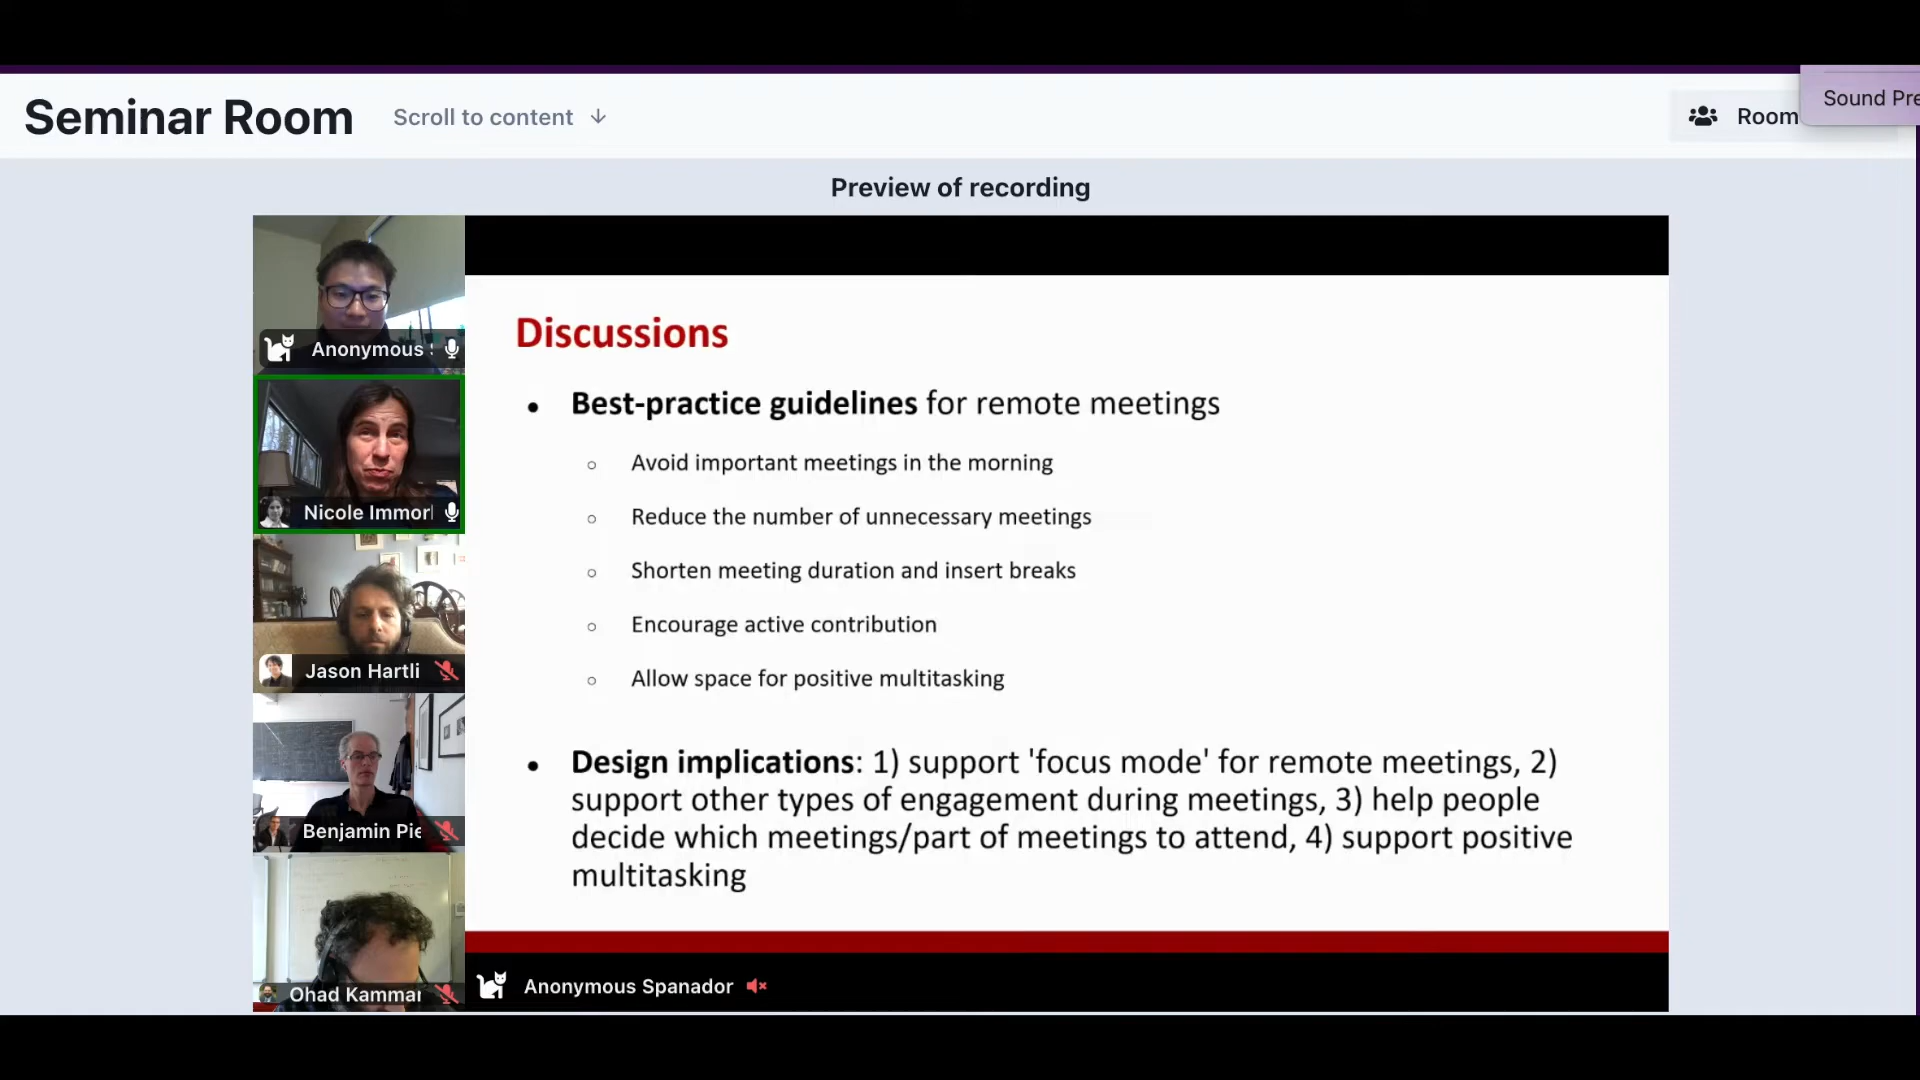 Seminar Room
Scroll to content ↓
Room
Sound Pre
Preview of recording
Anonymous
Nicole Immorl
Jason Hartli
Benjamin Pie
Ohad Kammar
Discussions
• Best-practice guidelines for remote meetings
○ Avoid important meetings in the morning
○ Reduce the number of unnecessary meetings
○ Shorten meeting duration and insert breaks
○ Encourage active contribution
○ Allow space for positive multitasking
• Design implications: 1) support 'focus mode' for remote meetings, 2)
support other types of engagement during meetings, 3) help people
decide which meetings/part of meetings to attend, 4) support positive
multitasking
Anonymous Spanador